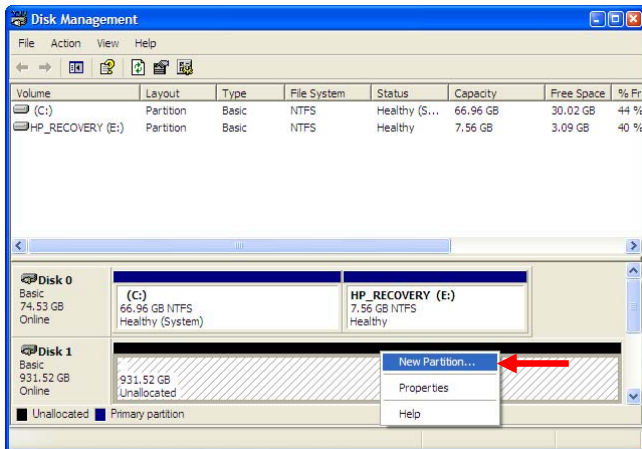 Disk Management
File Action View Help
Volume Layout Type File System Status Capacity Free Space % Fr
(C:) Partition Basic NTFS Healthy (S... 66.96 GB 30.02 GB 44 %
HP_RECOVERY (E:) Partition Basic NTFS Healthy 7.56 GB 3.09 GB 40 %
Disk 0
Basic
74.53 GB
Online
(C:)
66.96 GB NTFS
Healthy (System)
HP_RECOVERY (E:)
7.56 GB NTFS
Healthy
Disk 1
Basic
931.52 GB
Online
931.52 GB
Unallocated
New Partition...
Properties
Help
Unallocated Primary partition